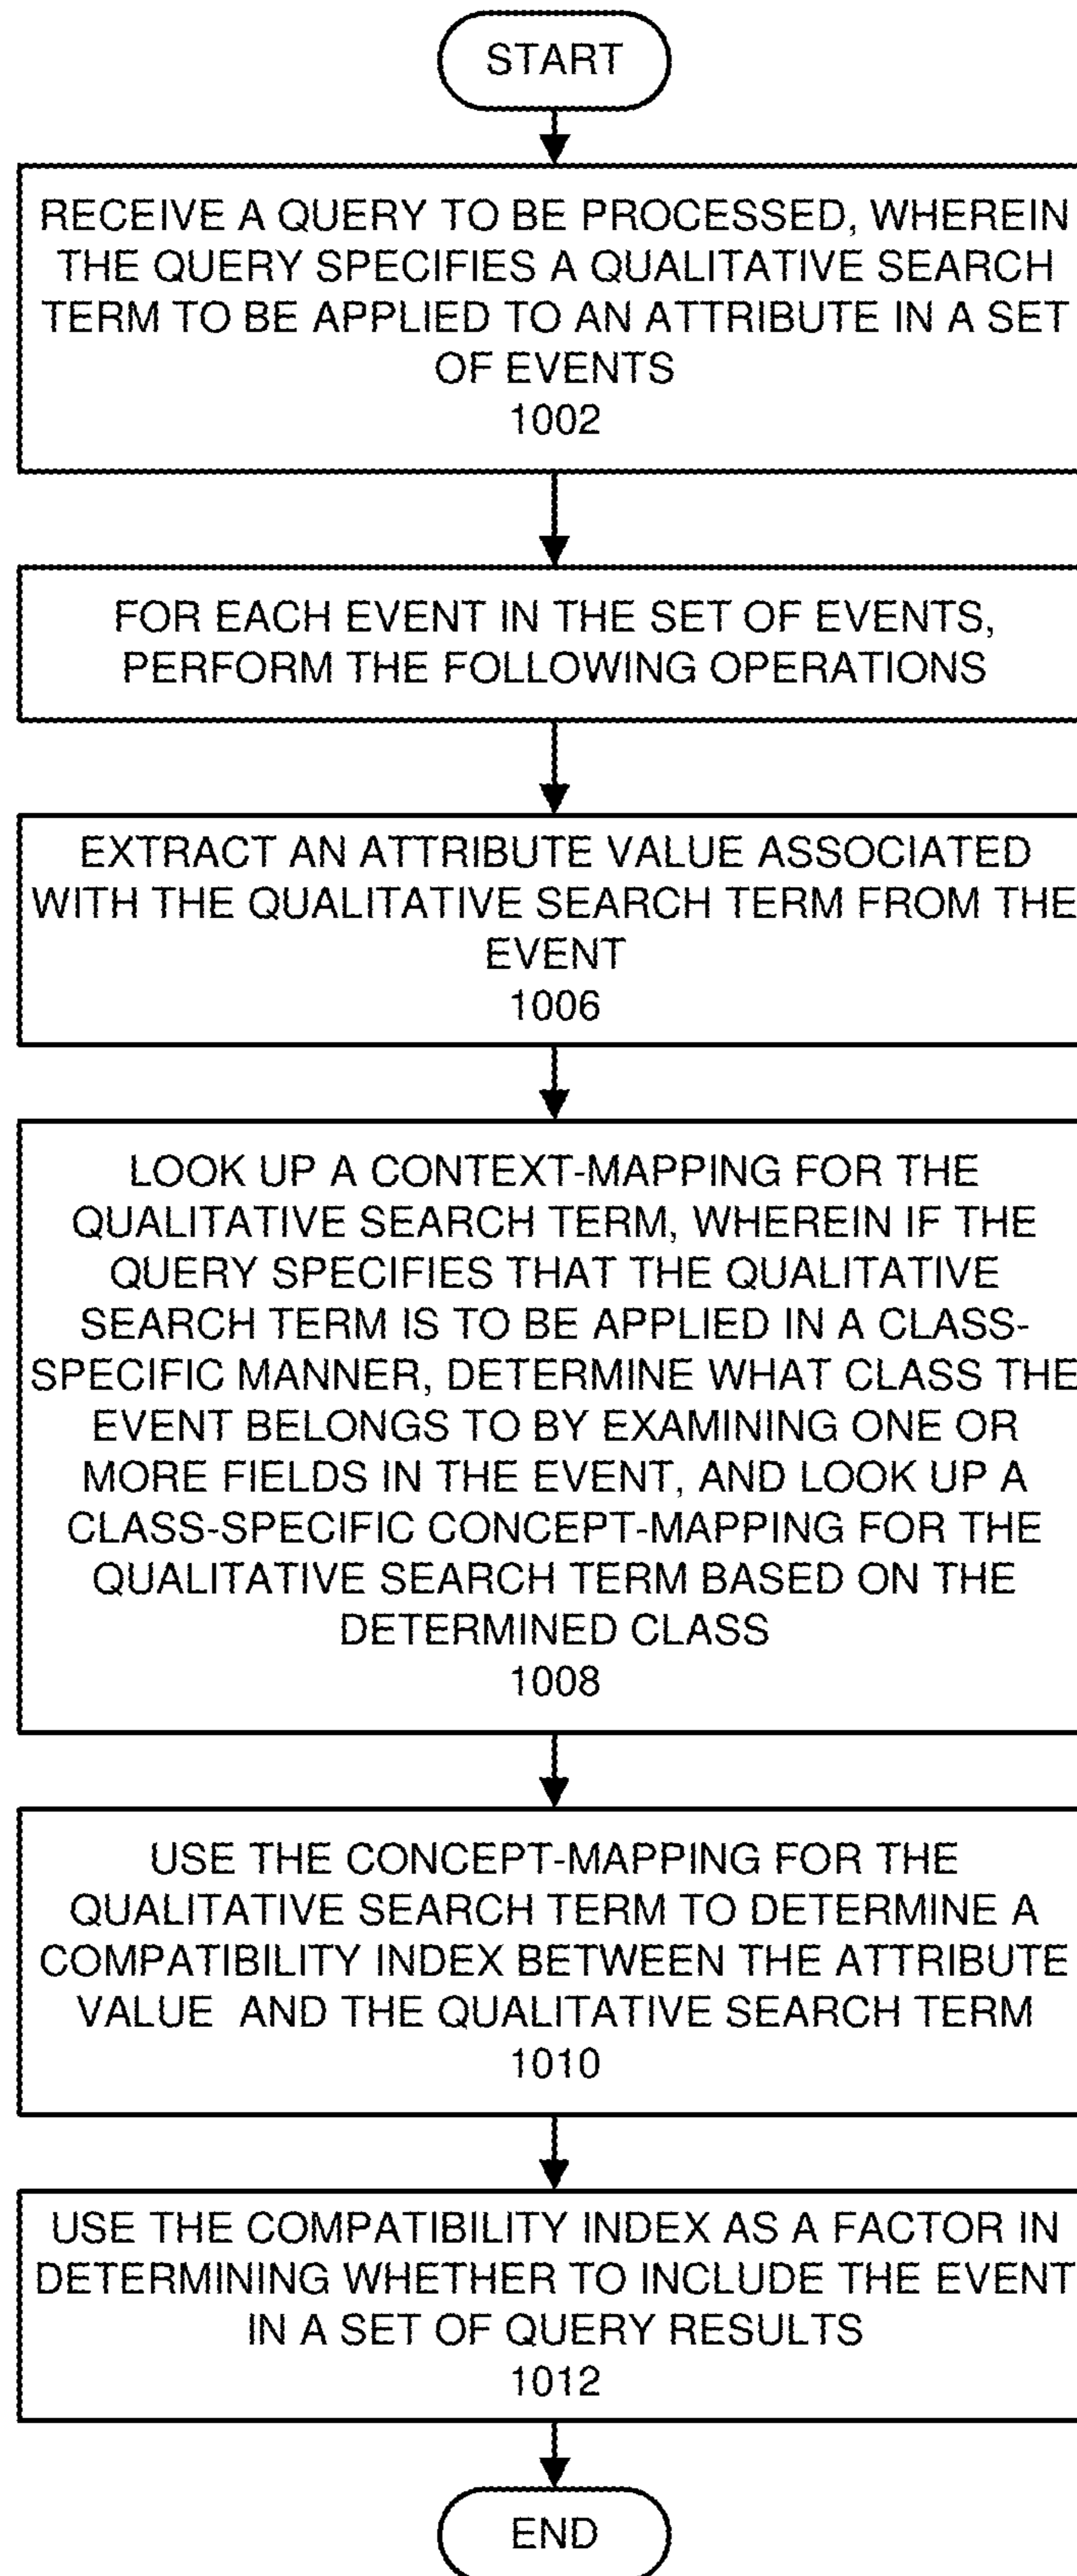 START
RECEIVE A QUERY TO BE PROCESSED, WHEREIN
THE QUERY SPECIFIES A QUALITATIVE SEARCH
TERM TO BE APPLIED TO AN ATTRIBUTE IN A SET
OF EVENTS
1002
FOR EACH EVENT IN THE SET OF EVENTS,
PERFORM THE FOLLOWING OPERATIONS
EXTRACT AN ATTRIBUTE VALUE ASSOCIATED
WITH THE QUALITATIVE SEARCH TERM FROM THE
EVENT
1006
LOOK UP A CONTEXT-MAPPING FOR THE
QUALITATIVE SEARCH TERM, WHEREIN IF THE
QUERY SPECIFIES THAT THE QUALITATIVE
SEARCH TERM IS TO BE APPLIED IN A CLASS-
SPECIFIC MANNER, DETERMINE WHAT CLASS THE
EVENT BELONGS TO BY EXAMINING ONE OR
MORE FIELDS IN THE EVENT, AND LOOK UP A
CLASS-SPECIFIC CONCEPT-MAPPING FOR THE
QUALITATIVE SEARCH TERM BASED ON THE
DETERMINED CLASS
1008
USE THE CONCEPT-MAPPING FOR THE
QUALITATIVE SEARCH TERM TO DETERMINE A
COMPATIBILITY INDEX BETWEEN THE ATTRIBUTE
VALUE AND THE QUALITATIVE SEARCH TERM
1010
USE THE COMPATIBILITY INDEX AS A FACTOR IN
DETERMINING WHETHER TO INCLUDE THE EVENT
IN A SET OF QUERY RESULTS
1012
END